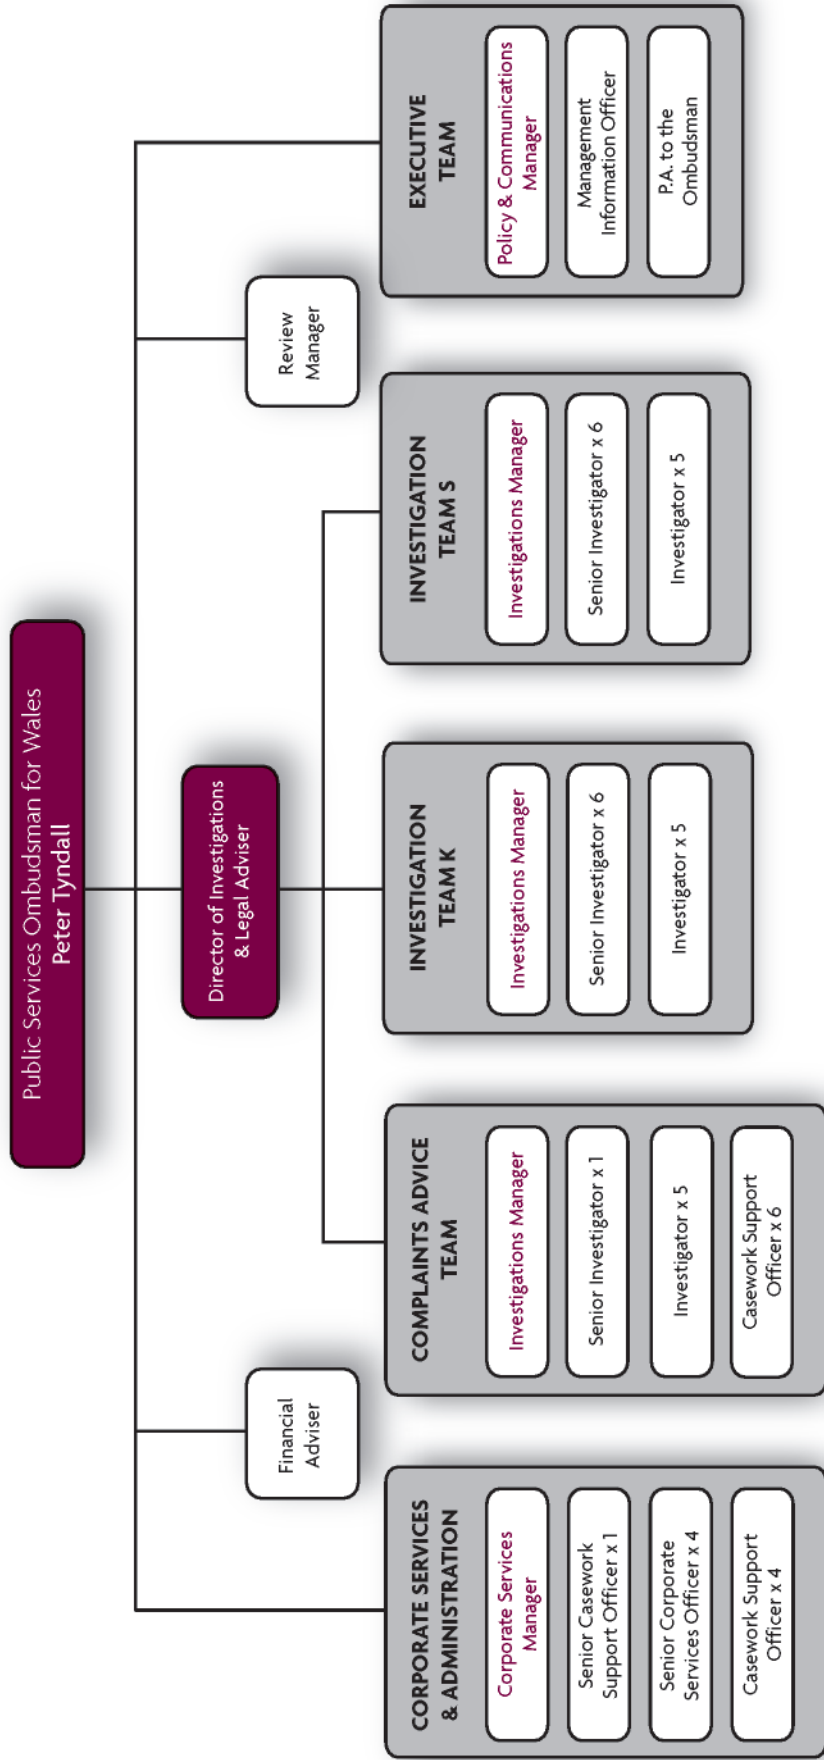 Public Services Ombudsman for Wales
Peter Tyndall
Director of Investigations
& Legal Adviser
Financial
Adviser
Review
Manager
CORPORATE SERVICES
& ADMINISTRATION
Corporate Services
Manager
Senior Casework
Support Officer x 1
Senior Corporate
Services Officer x 4
Casework Support
Officer x 4
COMPLAINTS ADVICE
TEAM
Investigations Manager
Senior Investigator x 1
Investigator x 5
Casework Support
Officer x 6
INVESTIGATION
TEAM K
Investigations Manager
Senior Investigator x 6
Investigator x 5
INVESTIGATION
TEAM S
Investigations Manager
Senior Investigator x 6
Investigator x 5
EXECUTIVE
TEAM
Policy & Communications
Manager
Management
Information Officer
P.A. to the
Ombudsman